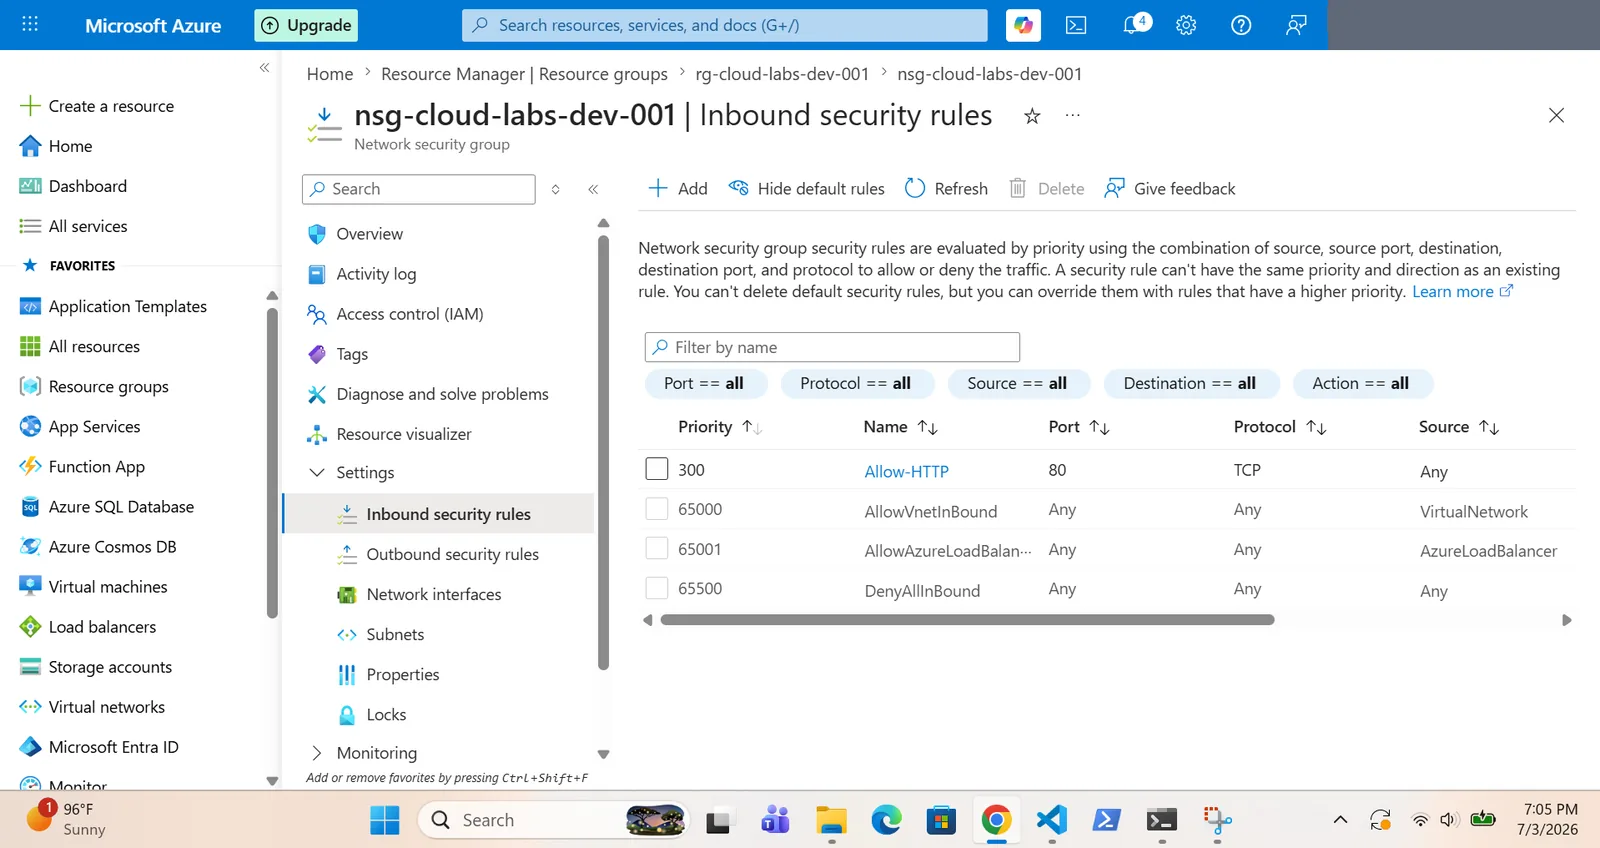 Microsoft Azure
Upgrade
Search resources, services, and docs (G+/)
4
Create a resource
Home
Dashboard
All services
FAVORITES
Application Templates
All resources
Resource groups
App Services
Function App
Azure SQL Database
Azure Cosmos DB
Virtual machines
Load balancers
Storage accounts
Virtual networks
Microsoft Entra ID
Monitor
Home > Resource Manager | Resource groups > rg-cloud-labs-dev-001 > nsg-cloud-labs-dev-001
nsg-cloud-labs-dev-001 | Inbound security rules
Network security group
Search
Overview
Activity log
Access control (IAM)
Tags
Diagnose and solve problems
Resource visualizer
Settings
Inbound security rules
Outbound security rules
Network interfaces
Subnets
Properties
Locks
Monitoring
Add or remove favorites by pressing Ctrl+Shift+F
Add Hide default rules Refresh Delete Give feedback
Network security group security rules are evaluated by priority using the combination of source, source port, destination,
destination port, and protocol to allow or deny the traffic. A security rule can't have the same priority and direction as an existing
rule. You can't delete default security rules, but you can override them with rules that have a higher priority. Learn more
Filter by name
Port == all Protocol == all Source == all Destination == all Action == all
Priority Name Port Protocol Source
300 Allow-HTTP 80 TCP Any
65000 AllowVnetInBound Any Any VirtualNetwork
65001 AllowAzureLoadBalan··· Any Any AzureLoadBalancer
65500 DenyAllInBound Any Any Any
1
96°F
Sunny
Search
7:05 PM
7/3/2026